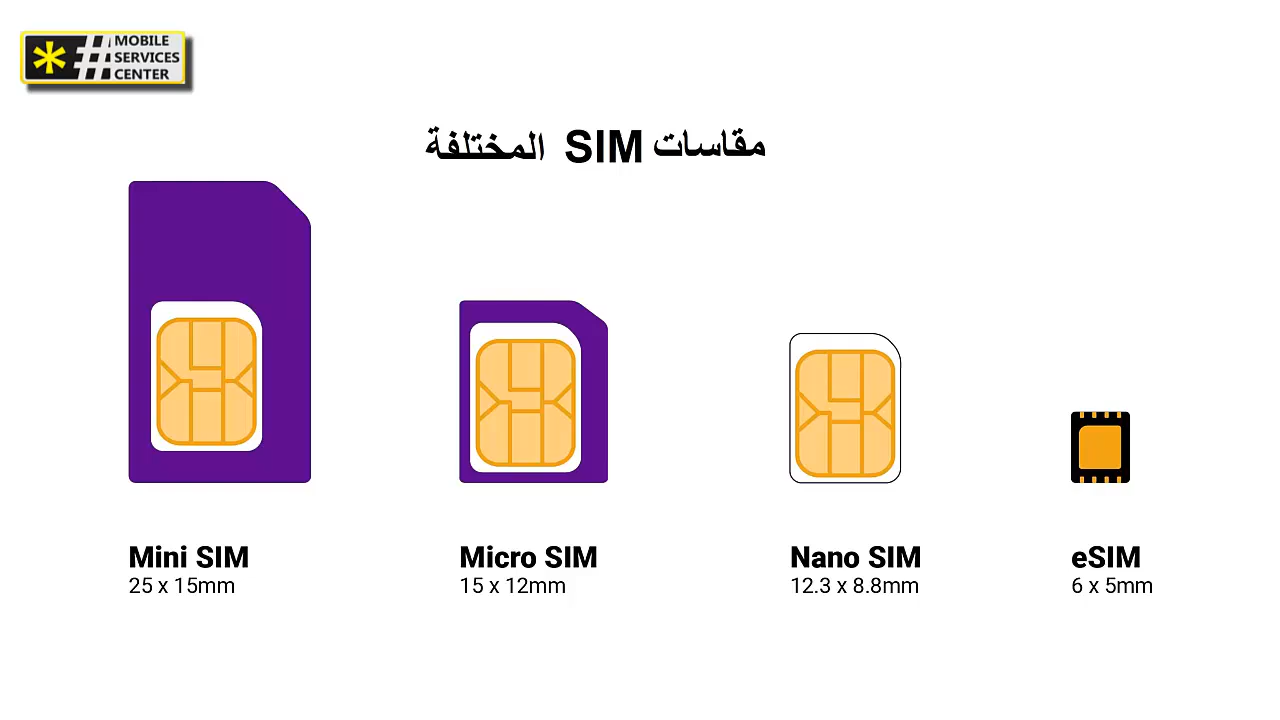 MOBILE
SERVICES
CENTER
مقاسات SIM المختلفة
Mini SIM
25 x 15mm
Micro SIM
15 x 12mm
Nano SIM
12.3 x 8.8mm
eSIM
6 x 5mm